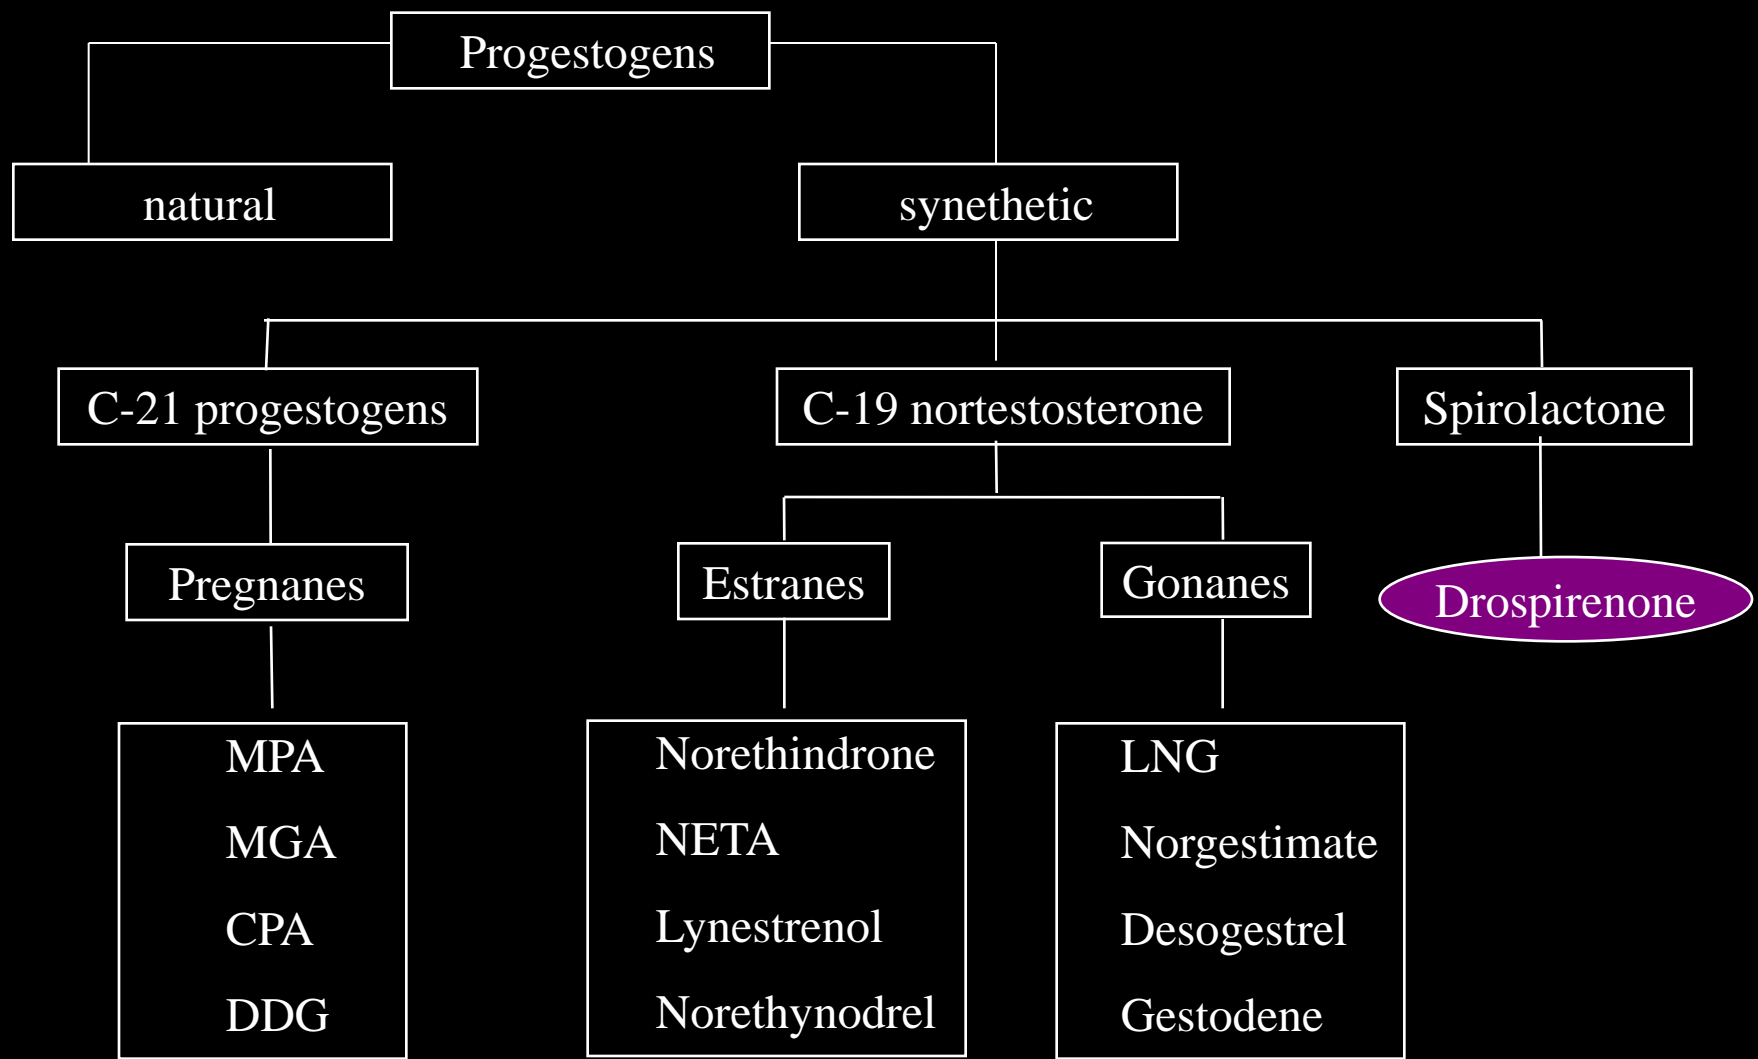 Progestogens
natural
synethetic
C-21 progestogens
C-19 nortestosterone
Spirolactone
Pregnanes
Estranes
Gonanes
Drospirenone
MPA
MGA
CPA
DDG
Norethindrone
NETA
Lynestrenol
Norethynodrel
LNG
Norgestimate
Desogestrel
Gestodene